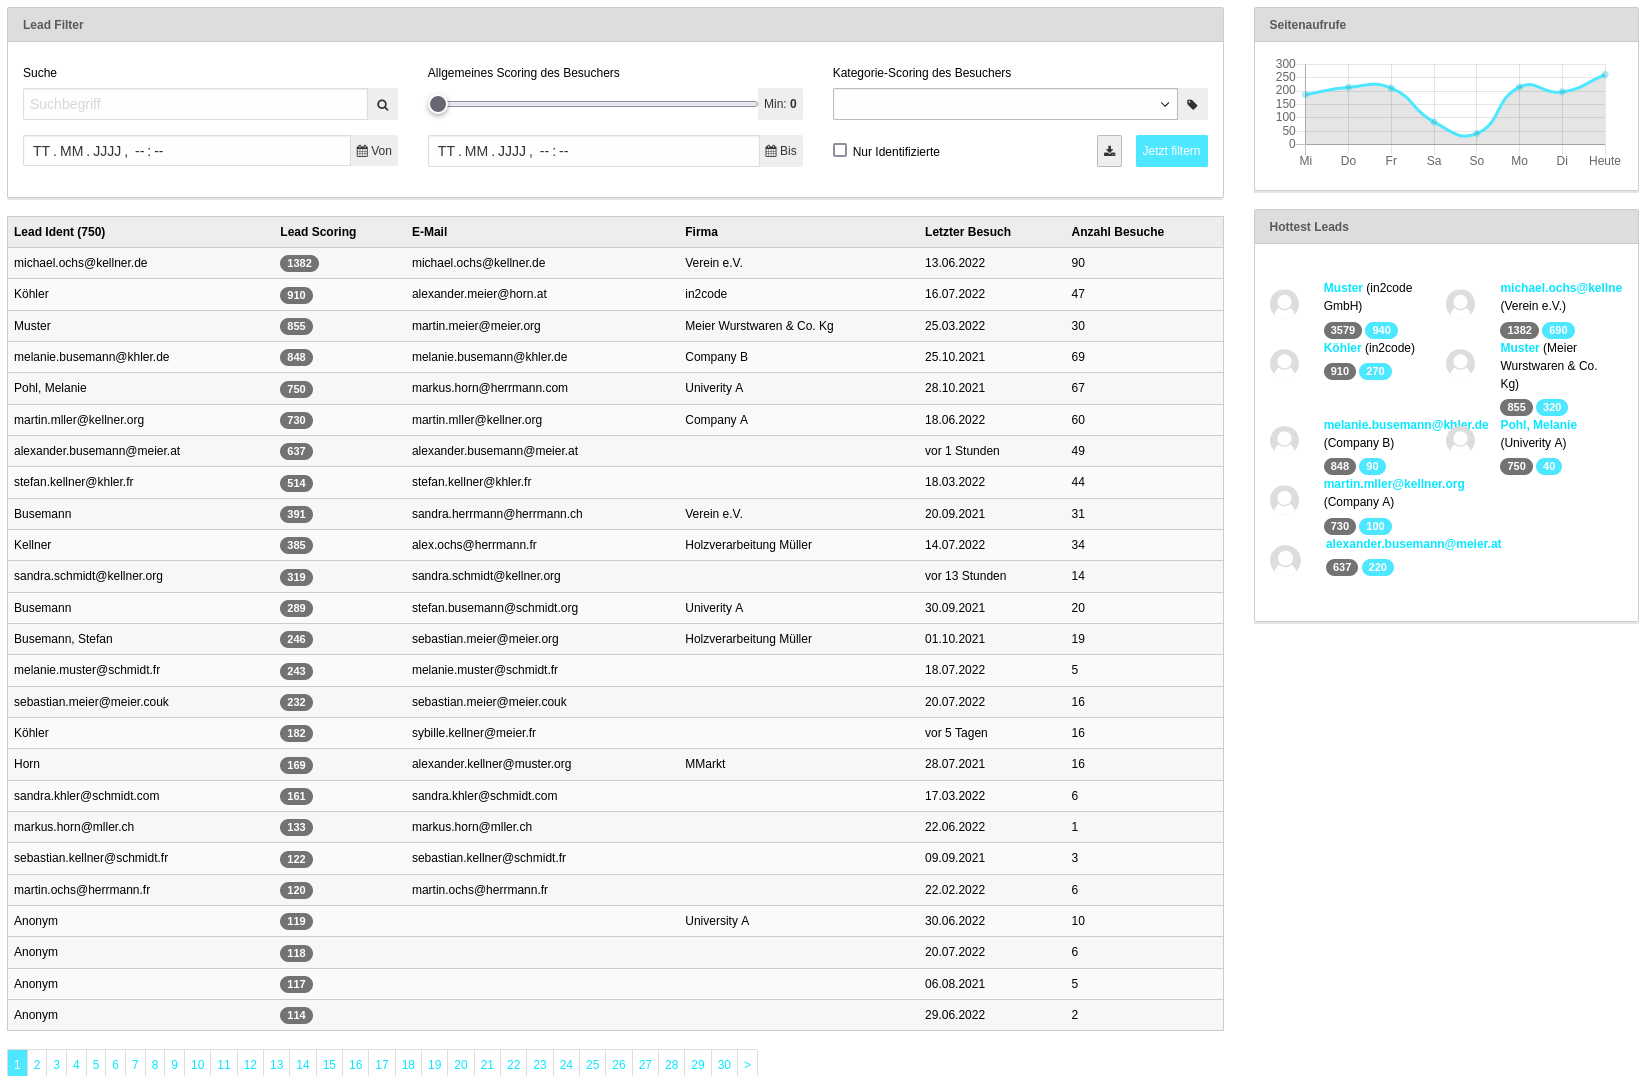 Lead Filter
Suche
Allgemeines Scoring des Besuchers
Kategorie-Scoring des Besuchers
Suchbegriff
Min: 0
TT . MM . JJJJ ,  -- : --
Von
TT . MM . JJJJ ,  -- : --
Bis
Nur Identifizierte
Jetzt filtern
Lead Ident (750) Lead Scoring E-Mail Firma Letzter Besuch Anzahl Besuche
michael.ochs@kellner.de 1382 michael.ochs@kellner.de Verein e.V. 13.06.2022 90
Köhler 910 alexander.meier@horn.at in2code 16.07.2022 47
Muster 855 martin.meier@meier.org Meier Wurstwaren & Co. Kg 25.03.2022 30
melanie.busemann@khler.de 848 melanie.busemann@khler.de Company B 25.10.2021 69
Pohl, Melanie 750 markus.horn@herrmann.com Univerity A 28.10.2021 67
martin.mller@kellner.org 730 martin.mller@kellner.org Company A 18.06.2022 60
alexander.busemann@meier.at 637 alexander.busemann@meier.at vor 1 Stunden 49
stefan.kellner@khler.fr 514 stefan.kellner@khler.fr 18.03.2022 44
Busemann 391 sandra.herrmann@herrmann.ch Verein e.V. 20.09.2021 31
Kellner 385 alex.ochs@herrmann.fr Holzverarbeitung Müller 14.07.2022 34
sandra.schmidt@kellner.org 319 sandra.schmidt@kellner.org vor 13 Stunden 14
Busemann 289 stefan.busemann@schmidt.org Univerity A 30.09.2021 20
Busemann, Stefan 246 sebastian.meier@meier.org Holzverarbeitung Müller 01.10.2021 19
melanie.muster@schmidt.fr 243 melanie.muster@schmidt.fr 18.07.2022 5
sebastian.meier@meier.couk 232 sebastian.meier@meier.couk 20.07.2022 16
Köhler 182 sybille.kellner@meier.fr vor 5 Tagen 16
Horn 169 alexander.kellner@muster.org MMarkt 28.07.2021 16
sandra.khler@schmidt.com 161 sandra.khler@schmidt.com 17.03.2022 6
markus.horn@mller.ch 133 markus.horn@mller.ch 22.06.2022 1
sebastian.kellner@schmidt.fr 122 sebastian.kellner@schmidt.fr 09.09.2021 3
martin.ochs@herrmann.fr 120 martin.ochs@herrmann.fr 22.02.2022 6
Anonym 119 University A 30.06.2022 10
Anonym 118 20.07.2022 6
Anonym 117 06.08.2021 5
Anonym 114 29.06.2022 2
1 2 3 4 5 6 7 8 9 10 11 12 13 14 15 16 17 18 19 20 21 22 23 24 25 26 27 28 29 30 >
Seitenaufrufe
300
250
200
150
100
50
0
Mi Do Fr Sa So Mo Di Heute
Hottest Leads
Muster (in2code
GmbH)
3579 940
michael.ochs@kellne
(Verein e.V.)
1382 690
Köhler (in2code)
910 270
Muster (Meier
Wurstwaren & Co.
Kg)
855 320
melanie.busemann@khler.de
(Company B)
848 90
Pohl, Melanie
(Univerity A)
750 40
martin.mller@kellner.org
(Company A)
730 100
alexander.busemann@meier.at
637 220